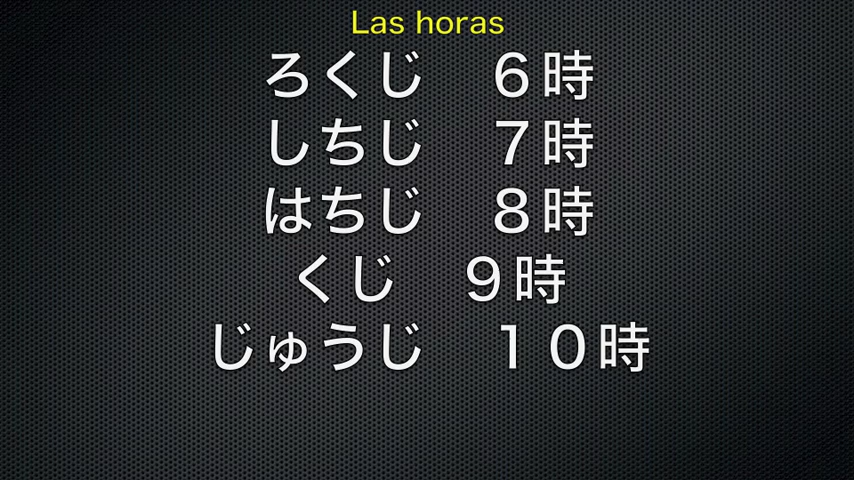 Las horas
ろくじ　６時
しちじ　７時
はちじ　８時
くじ　９時
じゅうじ　１０時